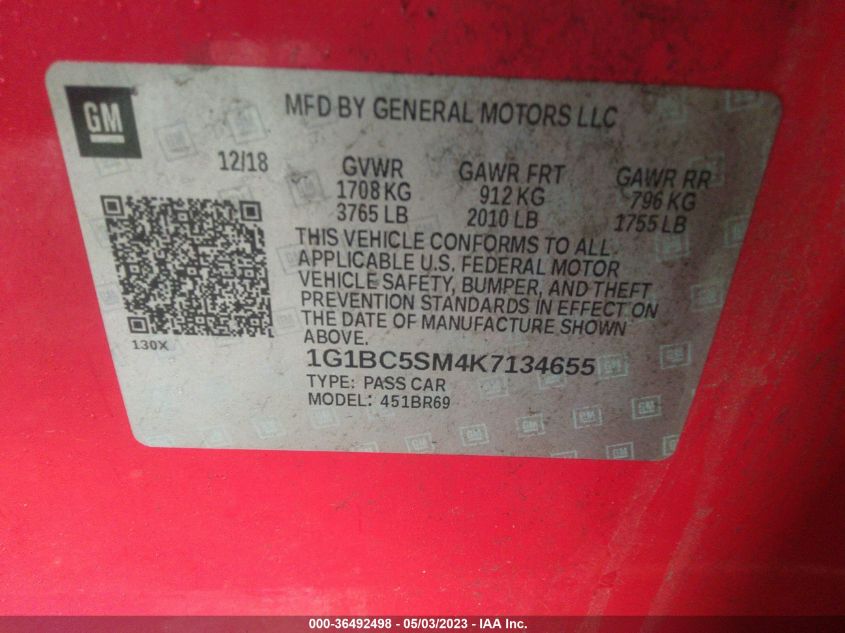 GM
MFD BY GENERAL MOTORS LLC
12/18 GVWR GAWR FRT GAWR RR
1708 KG 912 KG 796 KG
3765 LB 2010 LB 1755 LB
THIS VEHICLE CONFORMS TO ALL
APPLICABLE U.S. FEDERAL MOTOR
VEHICLE SAFETY, BUMPER, AND THEFT
PREVENTION STANDARDS IN EFFECT ON
THE DATE OF MANUFACTURE SHOWN
ABOVE.
130X
1G1BC5SM4K7134655
TYPE: PASS CAR
MODEL: 451BR69
000-36492498 - 05/03/2023 - IAA Inc.